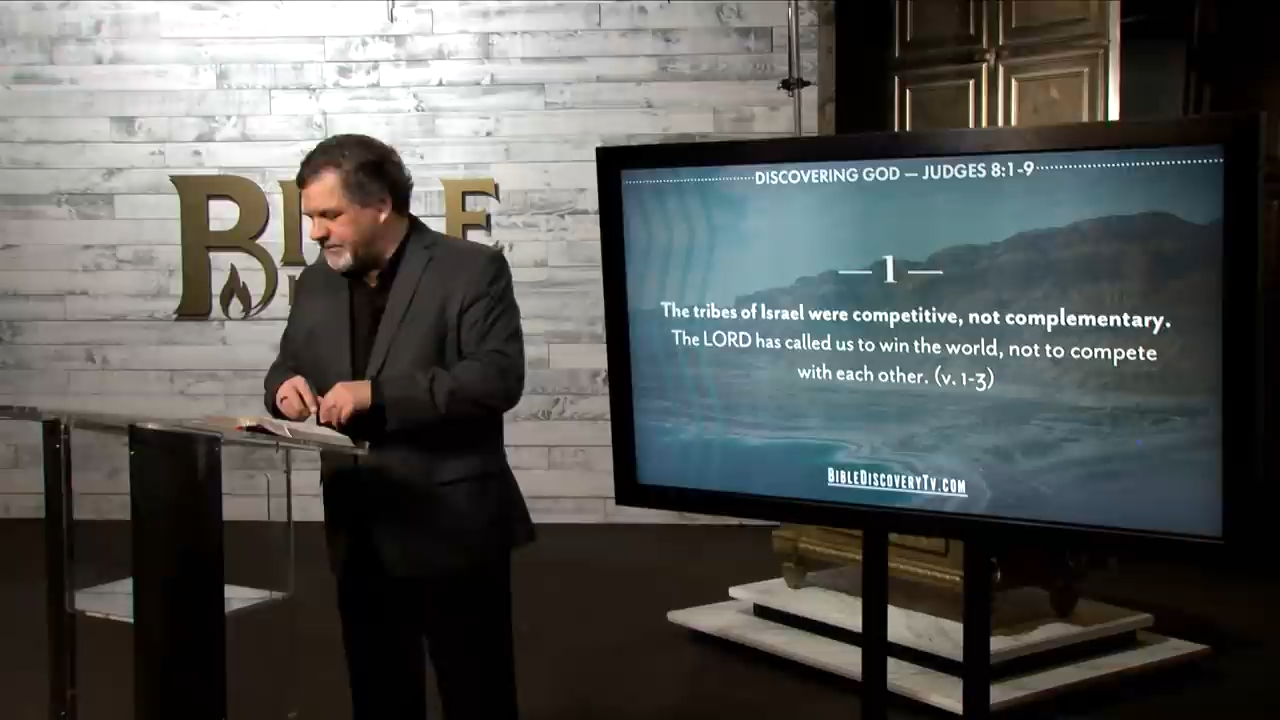 DISCOVERING GOD — JUDGES 8:1-9
— 1 —
The tribes of Israel were competitive, not complementary.
The LORD has called us to win the world, not to compete
with each other. (v. 1-3)
BIBLEDISCOVERYTV.COM